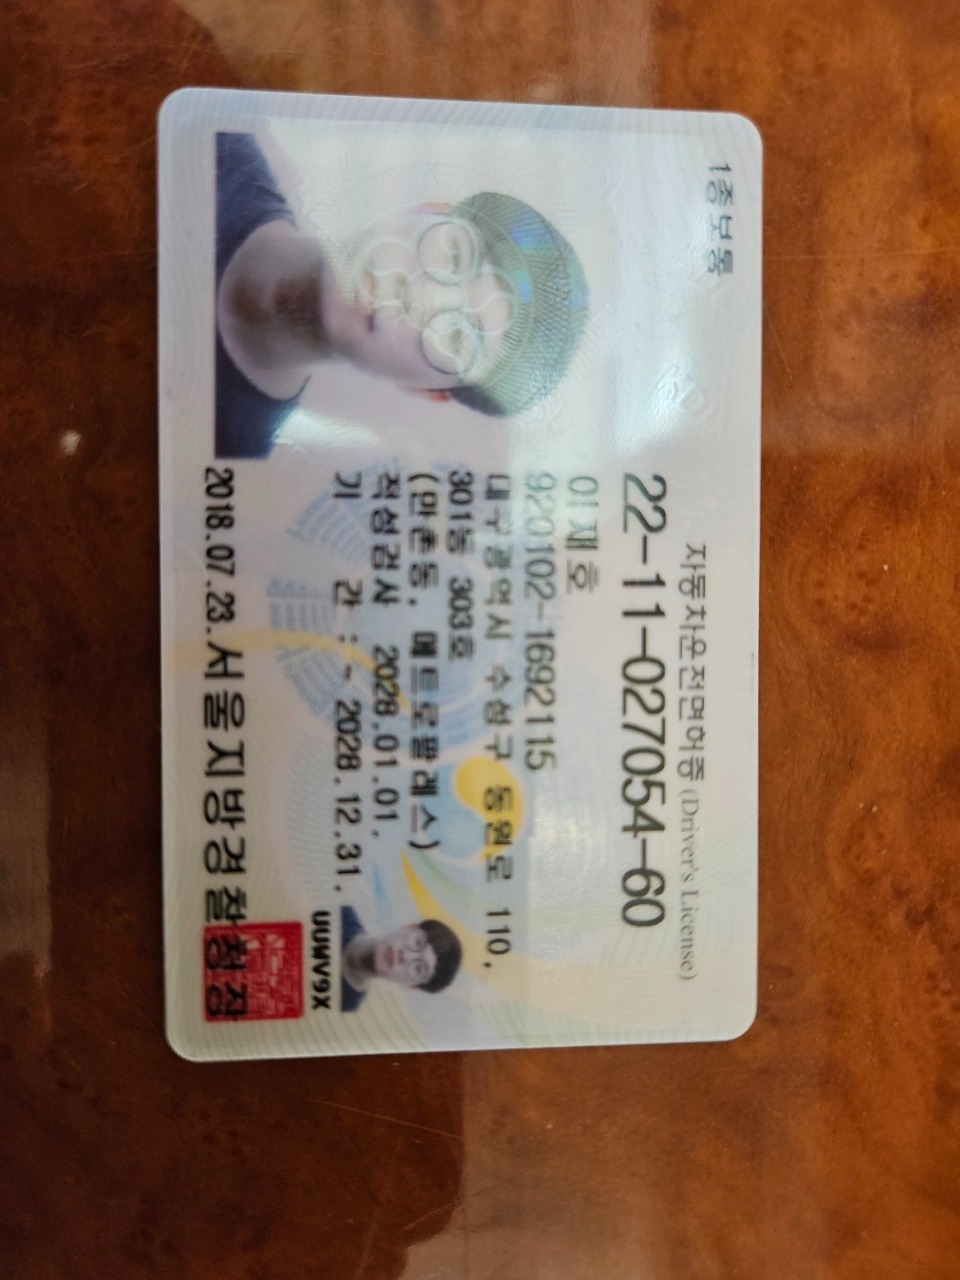 1종보통
자동차운전면허증 (Driver's License)
22-11-027054-60
이재호
920102-1692115
대구광역시 수성구 동원로 110,
301동 303호
(만촌동, 메트로팔레스)
적성검사 2028.01.01.
기 간 : ~ 2028.12.31.
UUWV9X
2018.07.23. 서울지방경찰청장